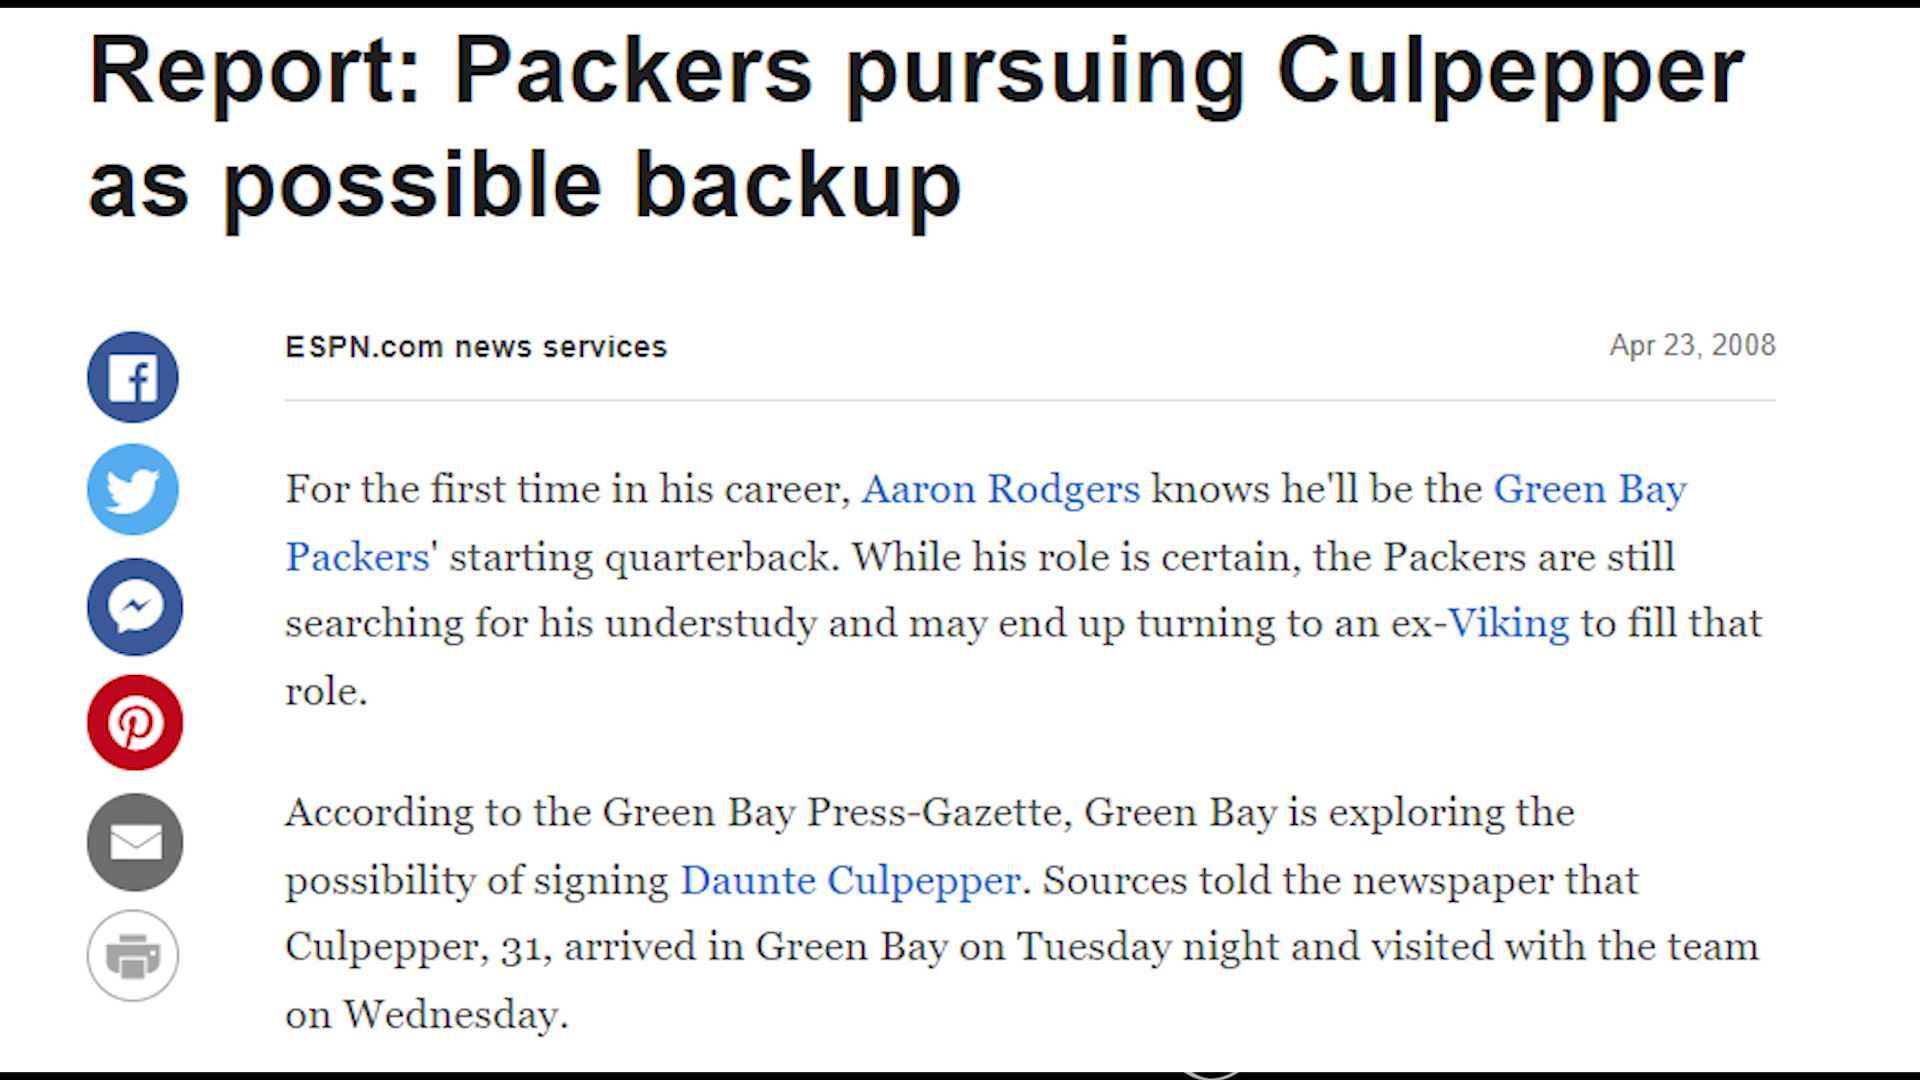 Report: Packers pursuing Culpepper
as possible backup
ESPN.com news services
Apr 23, 2008
For the first time in his career, Aaron Rodgers knows he'll be the Green Bay
Packers' starting quarterback. While his role is certain, the Packers are still
searching for his understudy and may end up turning to an ex-Viking to fill that
role.
According to the Green Bay Press-Gazette, Green Bay is exploring the
possibility of signing Daunte Culpepper. Sources told the newspaper that
Culpepper, 31, arrived in Green Bay on Tuesday night and visited with the team
on Wednesday.